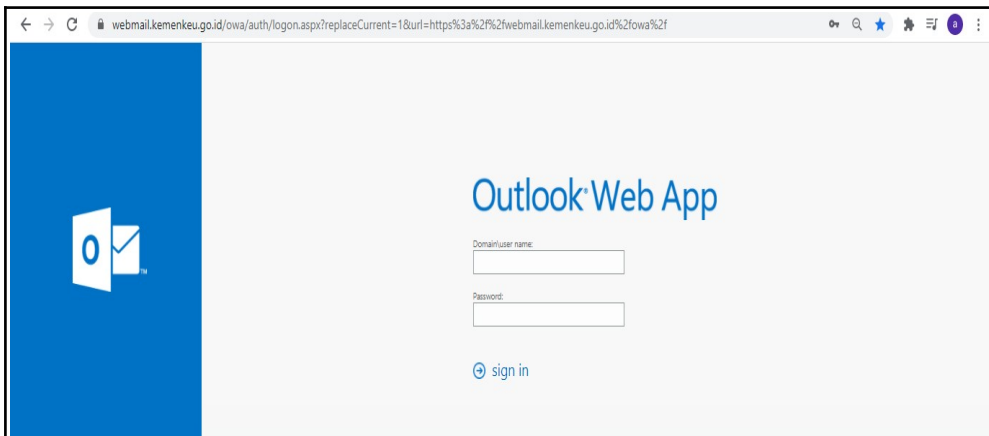 webmail.kemenkeu.go.id/owa/auth/logon.aspx?replaceCurrent=1&url=https%3a%2f%2fwebmail.kemenkeu.go.id%2fowa%2f
a
Outlook® Web App
Domain\user name:
O
TM
Password:
sign in